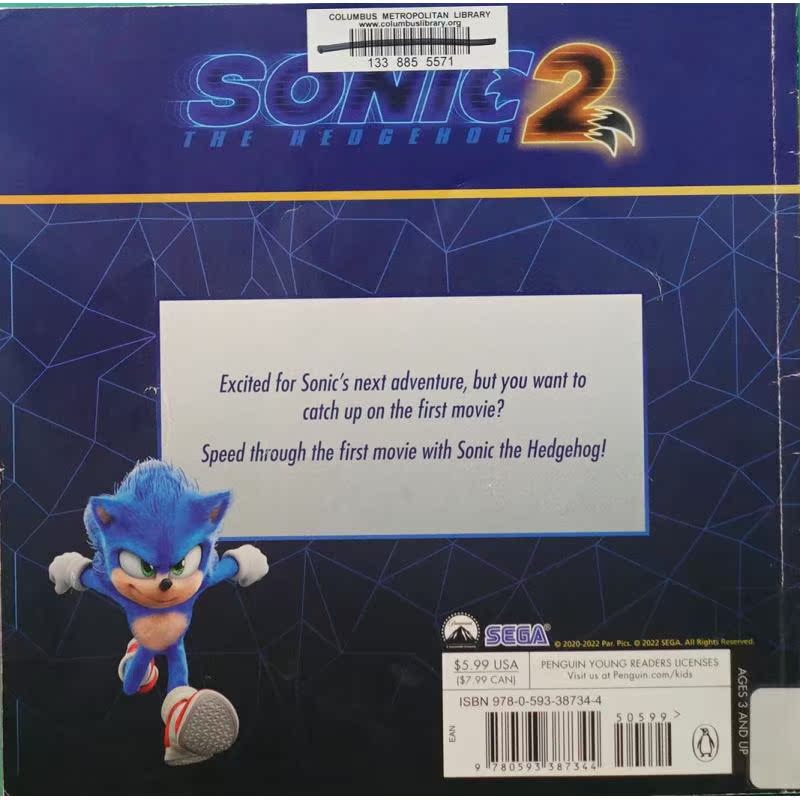 COLUMBUS METROPOLITAN LIBRARY
www.columbuslibrary.org
133 885 5571
SONIC 2
THE HEDGEHOG
Excited for Sonic's next adventure, but you want to
catch up on the first movie?
Speed through the first movie with Sonic the Hedgehog!
Paramount
SEGA®
© 2020-2022 Par. Pics. © 2022 SEGA. All Rights Reserved.
$5.99 USA
($7.99 CAN)
PENGUIN YOUNG READERS LICENSES
Visit us at Penguin.com/kids
ISBN 978-0-593-38734-4
50599>
EAN
9 780593 387344
AGES 3 AND UP